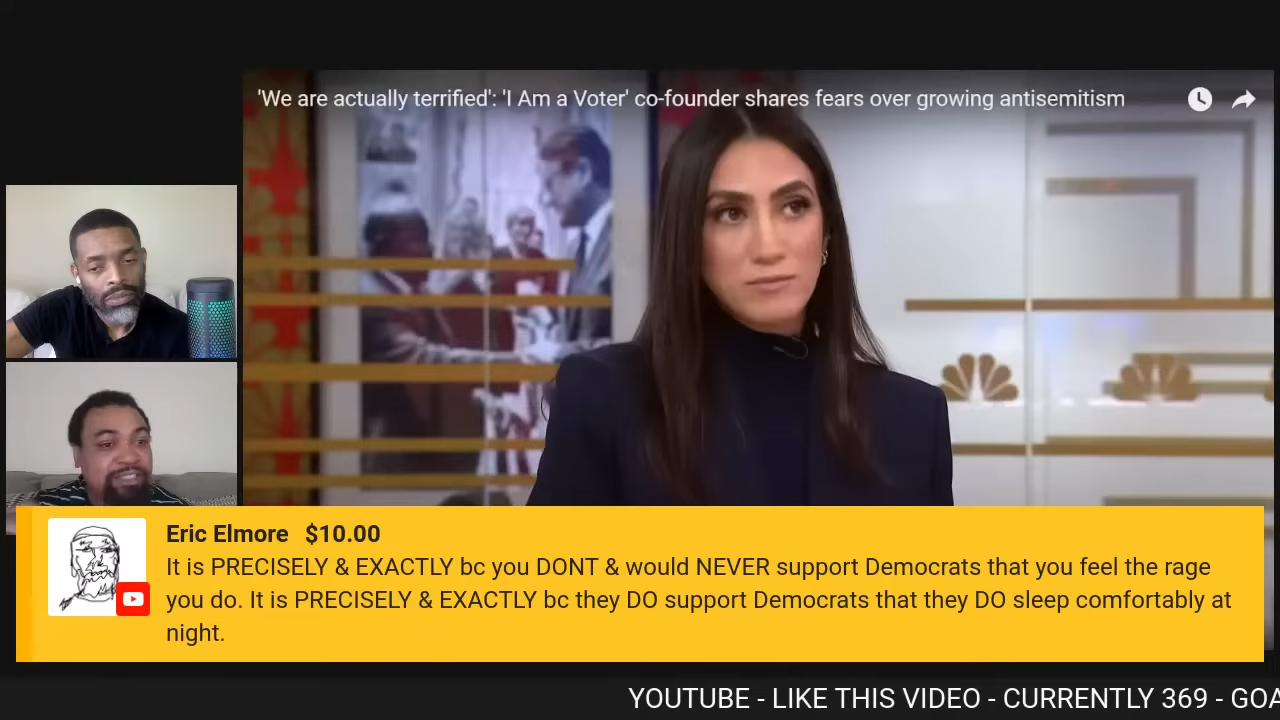 'We are actually terrified': 'I Am a Voter' co-founder shares fears over growing antisemitism
Eric Elmore $10.00
It is PRECISELY & EXACTLY bc you DONT & would NEVER support Democrats that you feel the rage
you do. It is PRECISELY & EXACTLY bc they DO support Democrats that they DO sleep comfortably at
night.
YOUTUBE - LIKE THIS VIDEO - CURRENTLY 369 - GOA